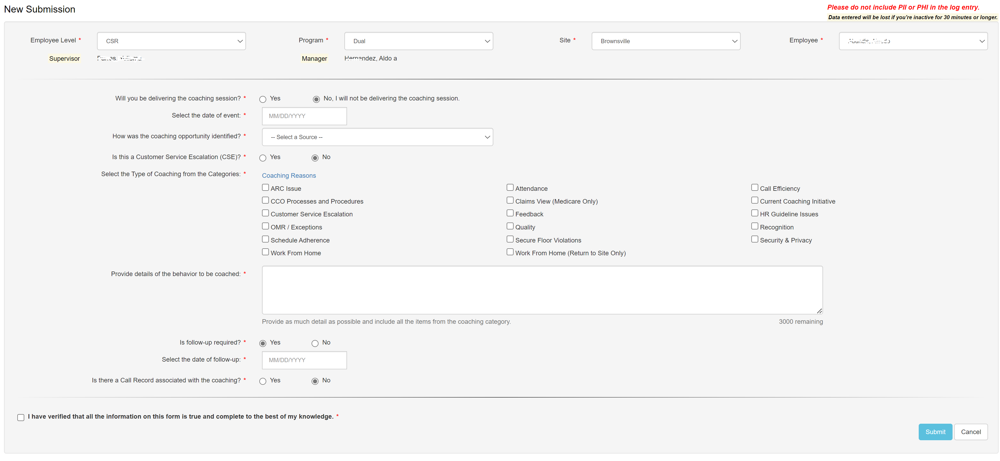 New Submission
Please do not include PII or PHI in the log entry.
Data entered will be lost if you're inactive for 30 minutes or longer.
Employee Level * CSR Program * Dual Site * Brownsville Employee *
Supervisor Manager Hernandez, Aldo a
Will you be delivering the coaching session? * Yes No, I will not be delivering the coaching session.
Select the date of event: * MM/DD/YYYY
How was the coaching opportunity identified? * -- Select a Source --
Is this a Customer Service Escalation (CSE)? * Yes No
Select the Type of Coaching from the Categories: * Coaching Reasons
ARC Issue Attendance Call Efficiency
CCO Processes and Procedures Claims View (Medicare Only) Current Coaching Initiative
Customer Service Escalation Feedback HR Guideline Issues
OMR / Exceptions Quality Recognition
Schedule Adherence Secure Floor Violations Security & Privacy
Work From Home Work From Home (Return to Site Only)
Provide details of the behavior to be coached: *
Provide as much detail as possible and include all the items from the coaching category. 3000 remaining
Is follow-up required? * Yes No
Select the date of follow-up: * MM/DD/YYYY
Is there a Call Record associated with the coaching? * Yes No
I have verified that all the information on this form is true and complete to the best of my knowledge. *
Submit Cancel